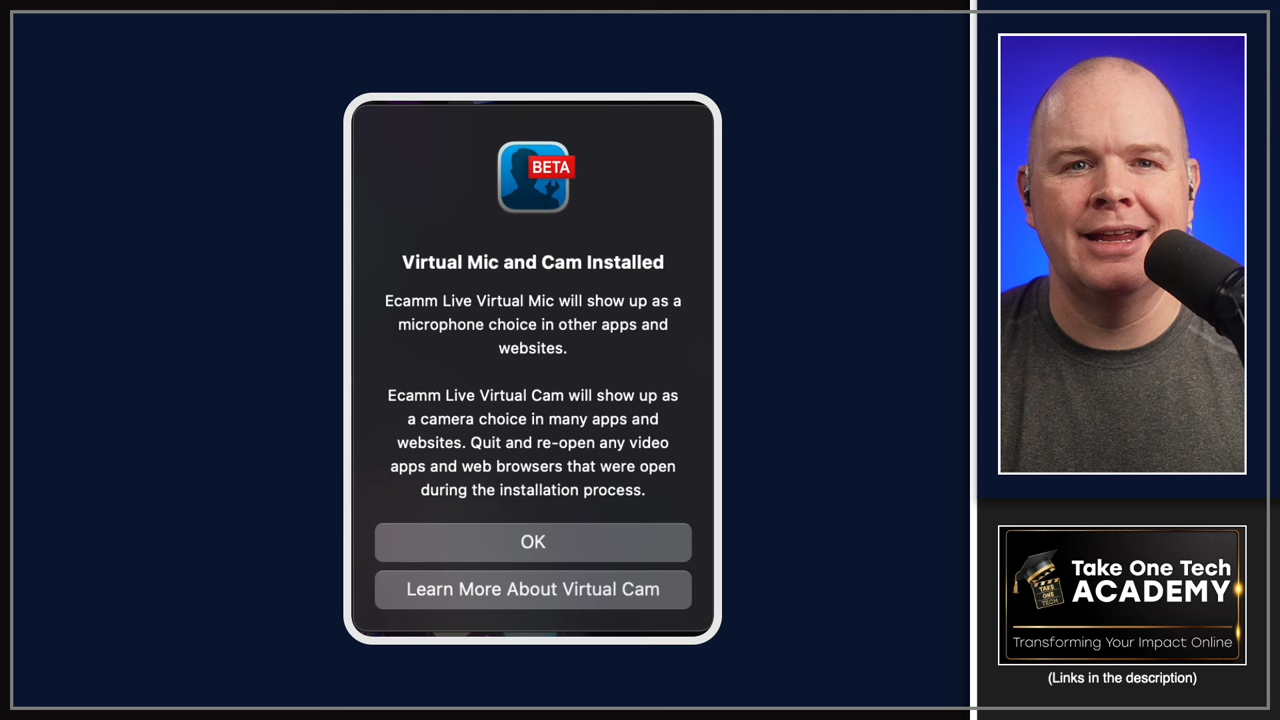 BETA
Virtual Mic and Cam Installed
Ecamm Live Virtual Mic will show up as a
microphone choice in other apps and
websites.
Ecamm Live Virtual Cam will show up as
a camera choice in many apps and
websites. Quit and re-open any video
apps and web browsers that were open
during the installation process.
OK
Learn More About Virtual Cam
TAKE
ONE
TECH
Take One Tech
ACADEMY
Transforming Your Impact Online
(Links in the description)